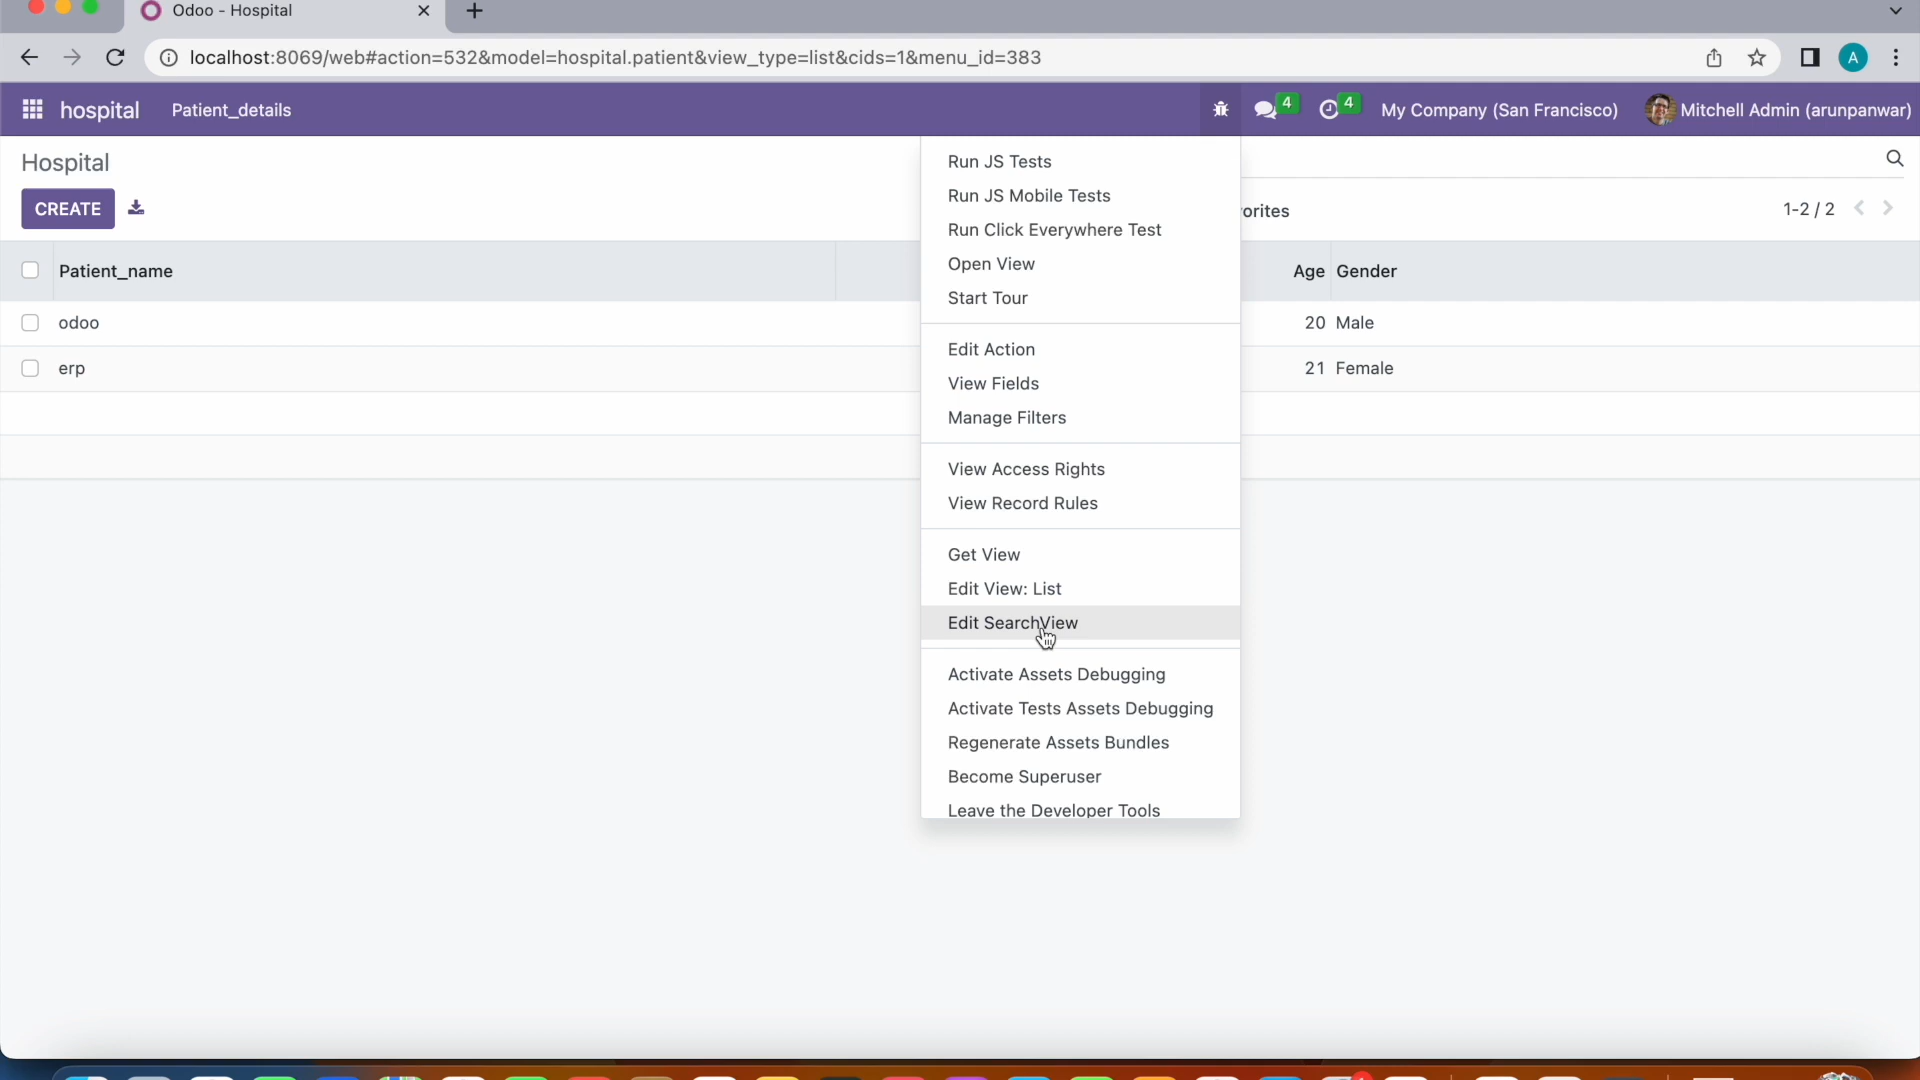 Odoo - Hospital
localhost:8069/web#action=532&model=hospital.patient&view_type=list&cids=1&menu_id=383
A
hospital Patient_details 4 4 My Company (San Francisco) Mitchell Admin (arunpanwar)
Hospital
CREATE
orites
1-2 / 2
Patient_name Age Gender
odoo 20 Male
erp 21 Female
Run JS Tests
Run JS Mobile Tests
Run Click Everywhere Test
Open View
Start Tour
Edit Action
View Fields
Manage Filters
View Access Rights
View Record Rules
Get View
Edit View: List
Edit SearchView
Activate Assets Debugging
Activate Tests Assets Debugging
Regenerate Assets Bundles
Become Superuser
Leave the Developer Tools